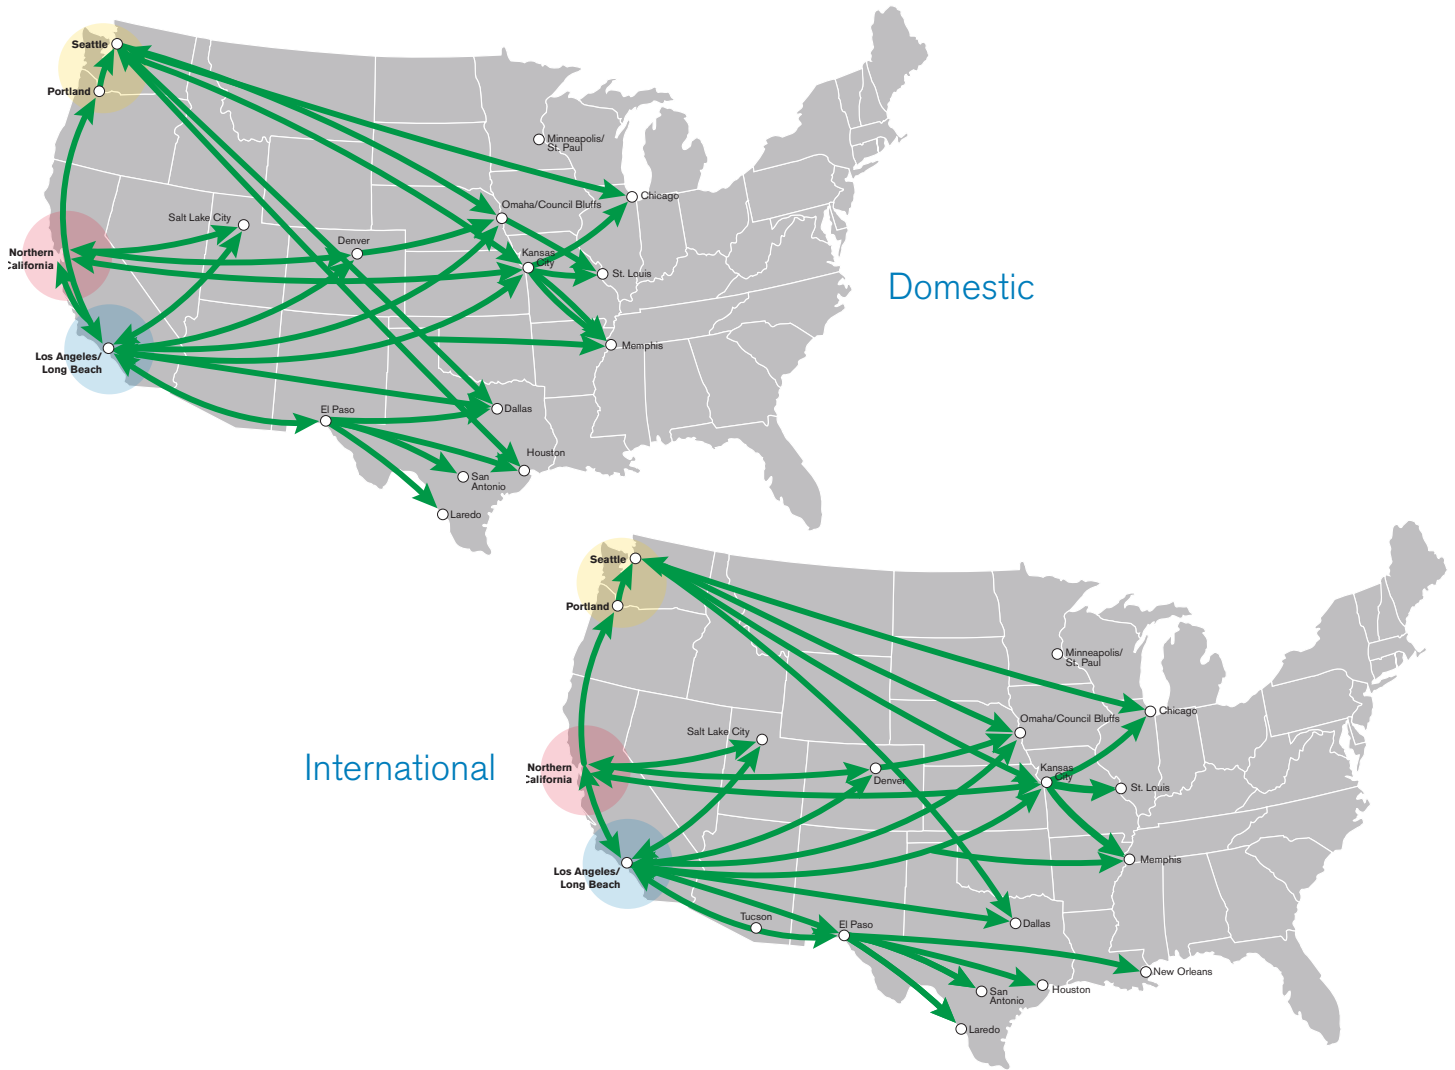 Seattle
Portland
Minneapolis/
St. Paul
Chicago
Omaha/Council Bluffs
Salt Lake City
Denver
Northern
California
Kansas
City
St. Louis
Domestic
Los Angeles/
Long Beach
Memphis
El Paso
Dallas
Houston
San
Antonio
Laredo
Seattle
Portland
Minneapolis/
St. Paul
Chicago
Omaha/Council Bluffs
Salt Lake City
International
Northern
California
Denver
Kansas
City
St. Louis
Memphis
Los Angeles/
Long Beach
Tucson
El Paso
Dallas
New Orleans
Houston
San
Antonio
Laredo